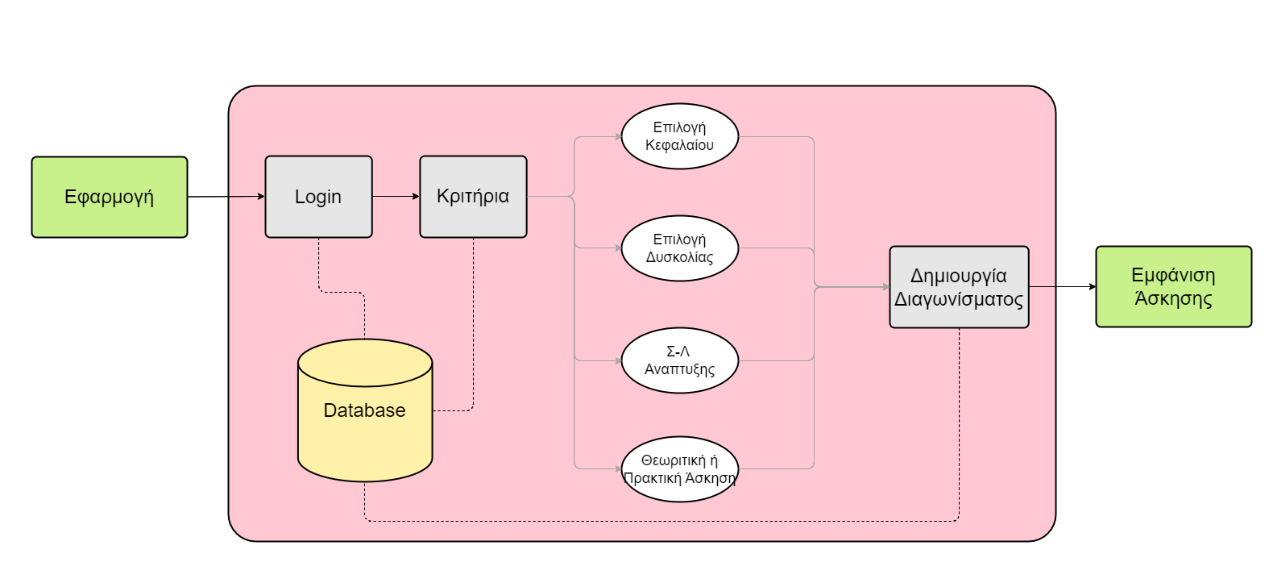 Εφαρμογή
Login
Κριτήρια
Επιλογή
Κεφαλαίου
Επιλογή
Δυσκολίας
Σ-Λ
Αναπτυξης
Θεωριτική ή
Πρακτική Άσκηση
Database
Δημιουργία
Διαγωνίσματος
Εμφάνιση
Άσκησης